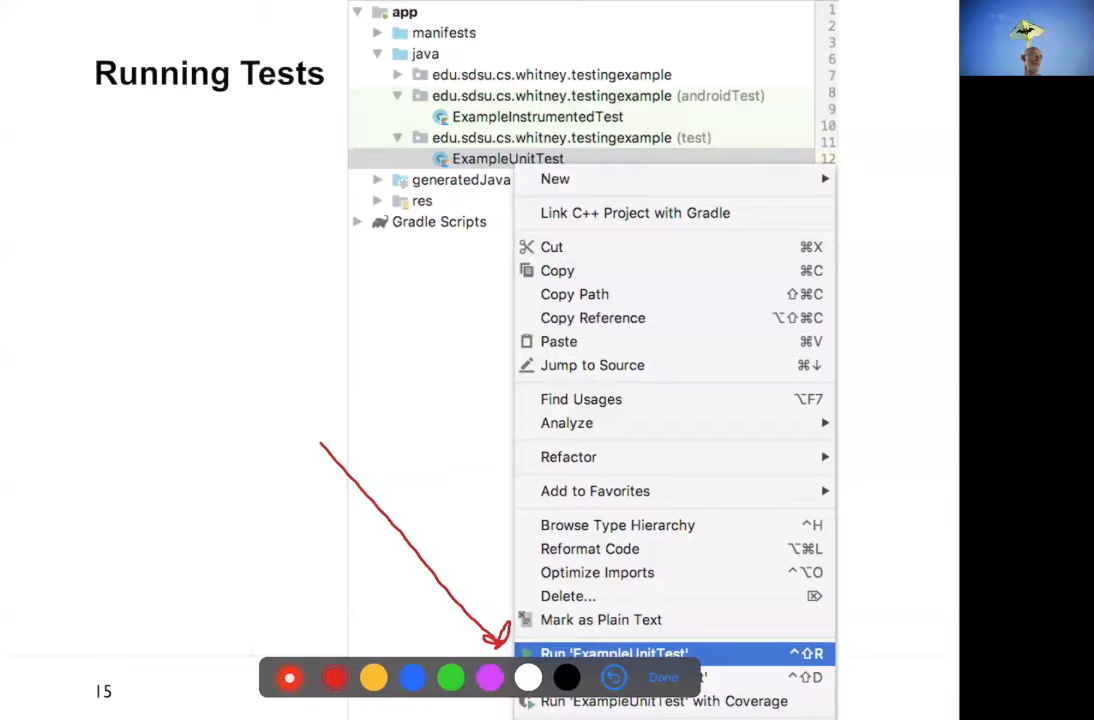 Running Tests
app
manifests
java
edu.sdsu.cs.whitney.testingexample
edu.sdsu.cs.whitney.testingexample (androidTest)
ExampleInstrumentedTest
edu.sdsu.cs.whitney.testingexample (test)
ExampleUnitTest
generatedJava
res
Gradle Scripts
1
2
3
6
7
8
9
10
11
12
New
Link C++ Project with Gradle
Cut ⌘X
Copy ⌘C
Copy Path ⇧⌘C
Copy Reference ⌥⇧⌘C
Paste ⌘V
Jump to Source ⌘↓
Find Usages ⌥F7
Analyze
Refactor
Add to Favorites
Browse Type Hierarchy ^H
Reformat Code ⌥⌘L
Optimize Imports ^⌥O
Delete... ⌦
Mark as Plain Text
Run 'ExampleUnitTest' ^⇧R
^⇧D
Run 'ExampleUnitTest' with Coverage
Done
15